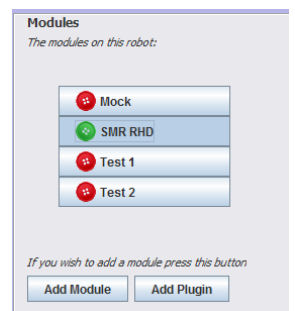 Modules
The modules on this robot:
Mock
SMR RHD
Test 1
Test 2
If you wish to add a module press this button
Add Module Add Plugin